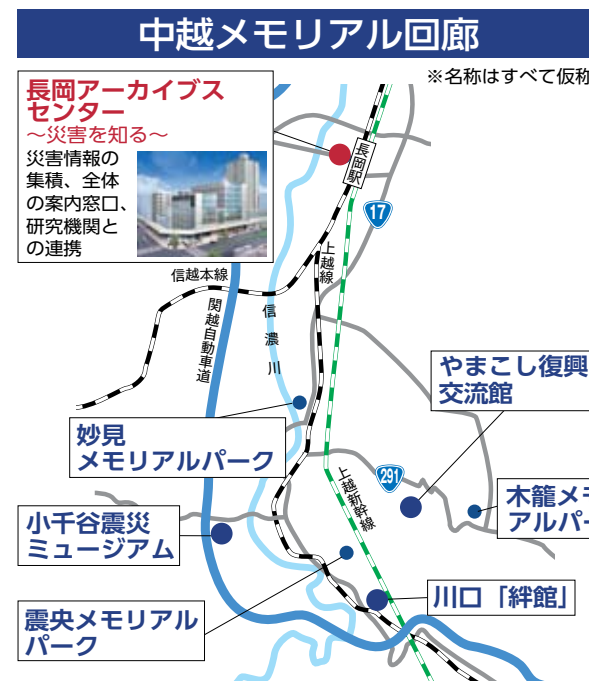 中越メモリアル回廊
※名称はすべて仮称
長岡アーカイブス
センター
～災害を知る～
災害情報の
集積、全体
の案内窓口、
研究機関と
の連携
長岡駅
17
上越線
信越本線
関越自動車道
信濃川
やまこし復興
交流館
妙見
メモリアルパーク
291
上越新幹線
木籠メモ
アルパー
小千谷震災
ミュージアム
川口「絆館」
震央メモリアル
パーク